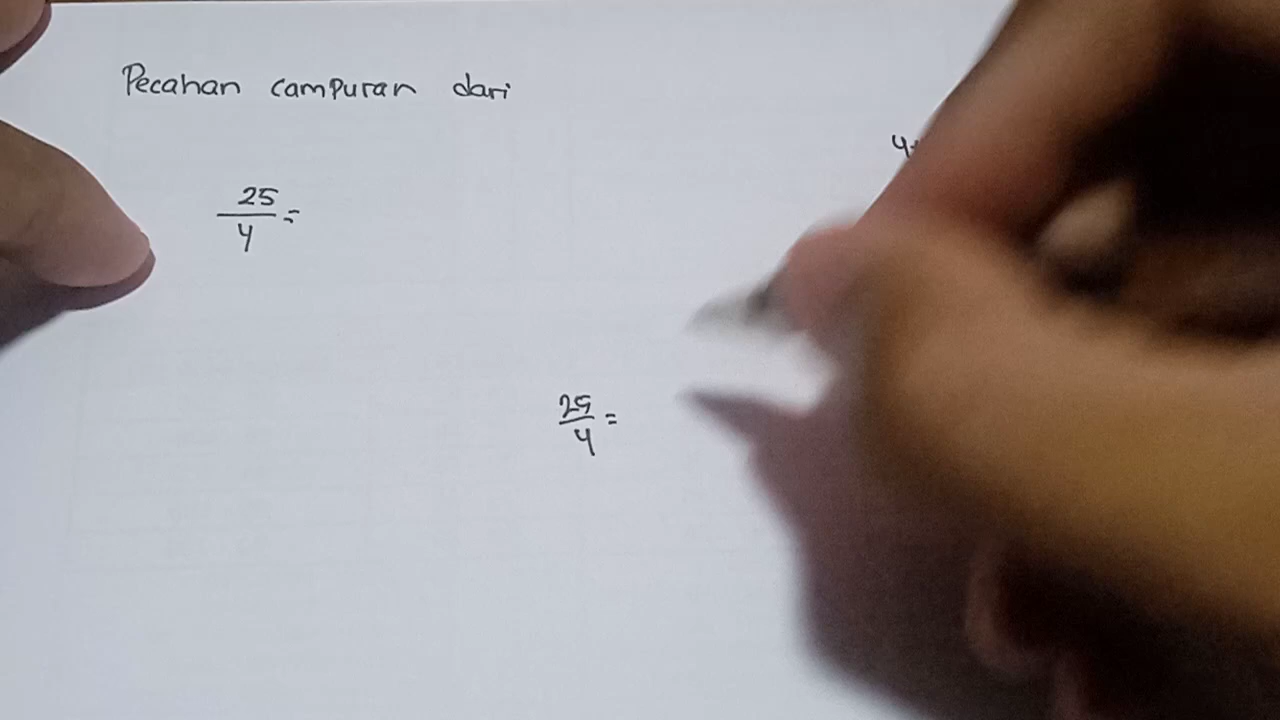 Pecahan campuran dari
25/4 =
25/4 =